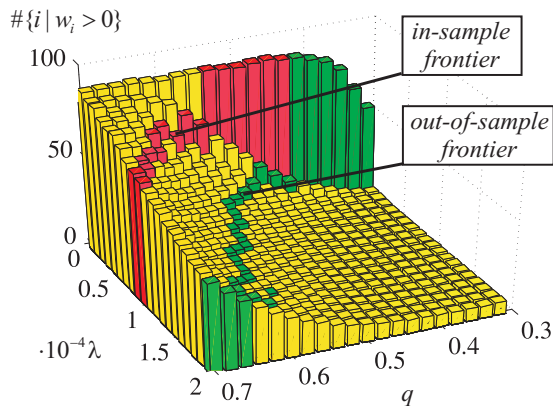 #{i | w_i > 0}
in-sample
frontier
out-of-sample
frontier
100
50
0
0
0.5
1
1.5
2
·10⁻⁴λ
0.7
0.6
0.5
0.4
0.3
q